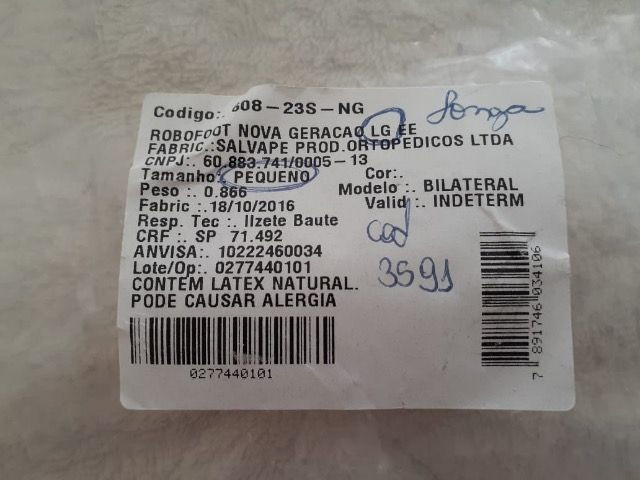 Codigo:. 608-23S-NG
Longa
ROBOFOOT NOVA GERACAO LG EE
FABRIC.:SALVAPE PROD.ORTOPEDICOS LTDA
CNPJ:. 60.883.741/0005-13
Tamanho:. PEQUENO Cor:.
Peso :. 0.866 Modelo :. BILATERAL
Fabric :.18/10/2016 Valid :. INDETERM
Resp. Tec :. Ilzete Baute
CRF :. SP 71.492
ANVISA:. 10222460034
Lote/Op:. 0277440101
CONTEM LATEX NATURAL.
PODE CAUSAR ALERGIA
cod
3591
0277440101
7 891746 034106